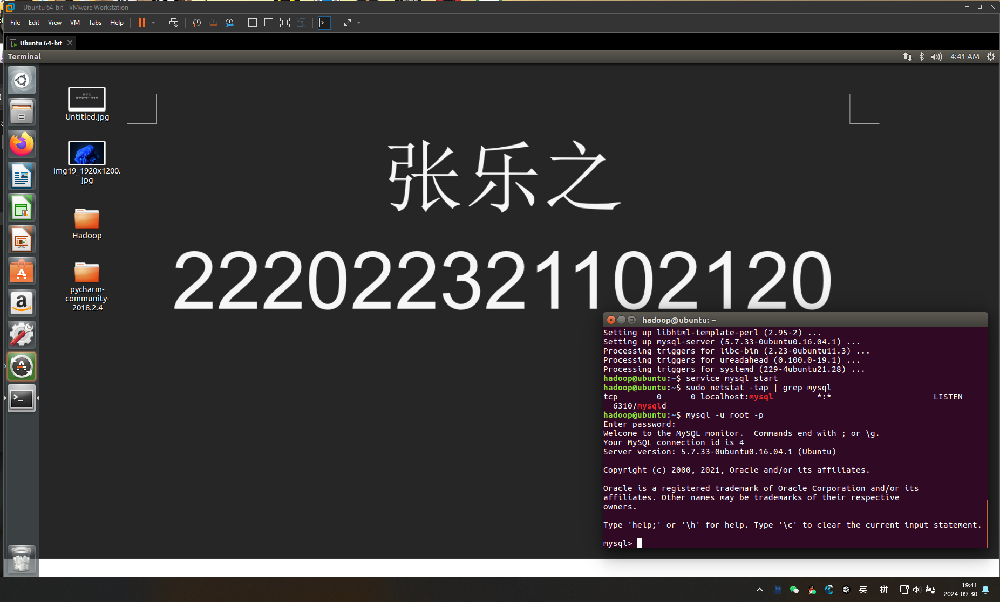 Ubuntu 64-bit - VMware Workstation
File Edit View VM Tabs Help
Ubuntu 64-bit
Terminal
4:41 AM
张乐之
222022321102120
Untitled.jpg
img19_1920x1200.
jpg
Hadoop
pycharm-
community-
2018.2.4
张乐之
222022321102120
hadoop@ubuntu: ~
Setting up libhtml-template-perl (2.95-2) ...
Setting up mysql-server (5.7.33-0ubuntu0.16.04.1) ...
Processing triggers for libc-bin (2.23-0ubuntu11.3) ...
Processing triggers for ureadahead (0.100.0-19.1) ...
Processing triggers for systemd (229-4ubuntu21.28) ...
hadoop@ubuntu:~$ service mysql start
hadoop@ubuntu:~$ sudo netstat -tap | grep mysql
tcp        0      0 localhost:mysql         *:*                     LISTEN
  6310/mysqld
hadoop@ubuntu:~$ mysql -u root -p
Enter password:
Welcome to the MySQL monitor.  Commands end with ; or \g.
Your MySQL connection id is 4
Server version: 5.7.33-0ubuntu0.16.04.1 (Ubuntu)
Copyright (c) 2000, 2021, Oracle and/or its affiliates.
Oracle is a registered trademark of Oracle Corporation and/or its
affiliates. Other names may be trademarks of their respective
owners.
Type 'help;' or '\h' for help. Type '\c' to clear the current input statement.
mysql>
英 拼
19:41
2024-09-30